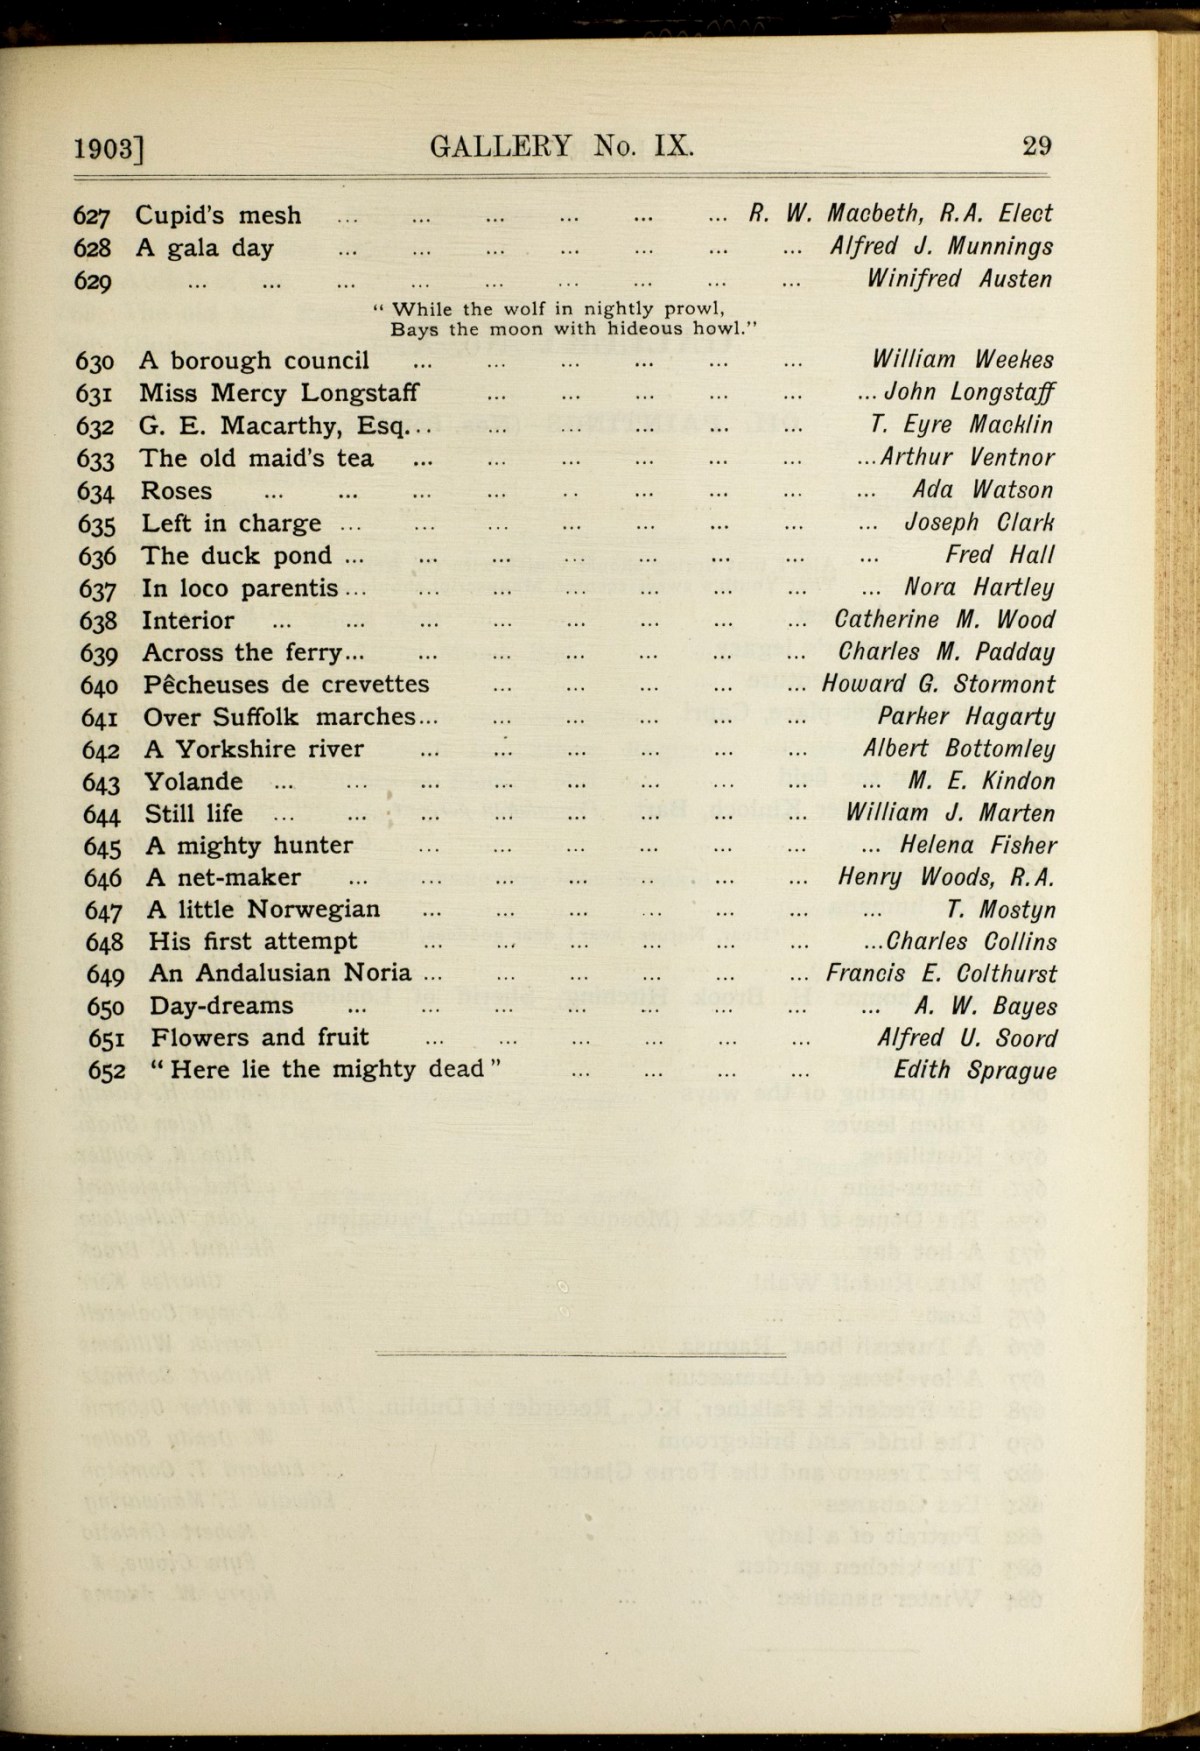 1903] GALLERY No. IX. 29
627 Cupid's mesh ... ... ... ... ... ... R. W. Macbeth, R.A. Elect
628 A gala day ... ... ... ... ... ... ... Alfred J. Munnings
629 ... ... ... ... ... ... ... ... ... Winifred Austen
“ While the wolf in nightly prowl,
Bays the moon with hideous howl.”
630 A borough council ... ... ... ... ... ... William Weekes
631 Miss Mercy Longstaff ... ... ... ... ... ... John Longstaff
632 G. E. Macarthy, Esq... ... ... ... ... ... T. Eyre Macklin
633 The old maid's tea ... ... ... ... ... ... ...Arthur Ventnor
634 Roses ... ... ... ... .. ... ... ... ... Ada Watson
635 Left in charge ... ... ... ... ... ... ... ... Joseph Clark
636 The duck pond ... ... ... ... ... ... ... ... Fred Hall
637 In loco parentis ... ... ... ... ... ... ... ... Nora Hartley
638 Interior ... ... ... ... ... ... ... ... Catherine M. Wood
639 Across the ferry... ... ... ... ... ... ... Charles M. Padday
640 Pêcheuses de crevettes ... ... ... ... ... Howard G. Stormont
641 Over Suffolk marches... ... ... ... ... ... Parker Hagarty
642 A Yorkshire river ... ... ... ... ... ... Albert Bottomley
643 Yolande ... ... ... ... ... ... ... ... ... M. E. Kindon
644 Still life ... ... ... ... ... ... ... ... William J. Marten
645 A mighty hunter ... ... ... ... ... ... ... Helena Fisher
646 A net-maker ... ... ... ... ... ... ... Henry Woods, R.A.
647 A little Norwegian ... ... ... ... ... ... ... T. Mostyn
648 His first attempt ... ... ... ... ... ... ...Charles Collins
649 An Andalusian Noria ... ... ... ... ... ... Francis E. Colthurst
650 Day-dreams ... ... ... ... ... ... ... ... A. W. Bayes
651 Flowers and fruit ... ... ... ... ... ... Alfred U. Soord
652 “ Here lie the mighty dead ” ... ... ... ... Edith Sprague